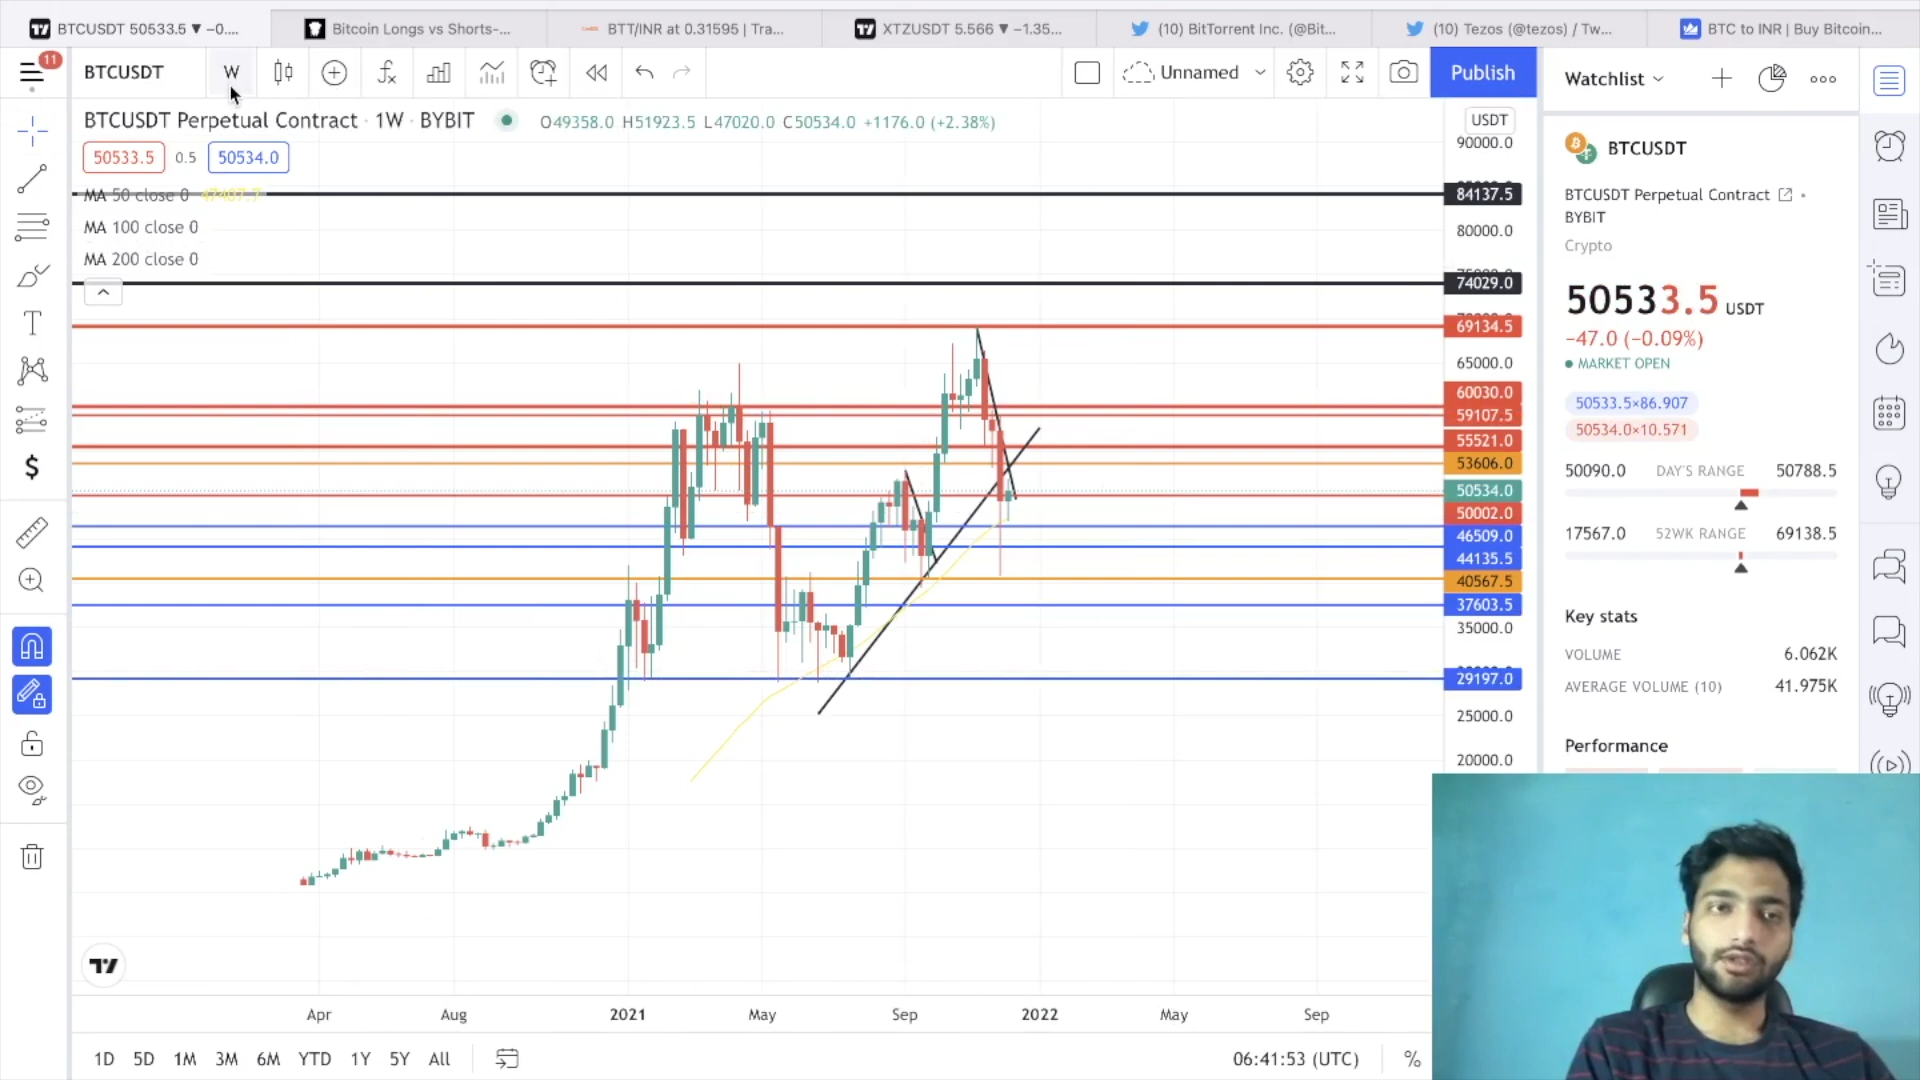 BTCUSDT 50533.5 ▼ −0....
Bitcoin Longs vs Shorts-...
BTT/INR at 0.31595 | Tra...
XTZUSDT 5.566 ▼ −1.35...
(10) BitTorrent Inc. (@Bit...
(10) Tezos (@tezos) / Tw...
BTC to INR | Buy Bitcoin...
11
BTCUSDT
W
Unnamed
Publish
Watchlist
BTCUSDT Perpetual Contract · 1W · BYBIT
O49358.0 H51923.5 L47020.0 C50534.0 +1176.0 (+2.38%)
50533.5 0.5 50534.0
MA 50 close 0
MA 100 close 0
MA 200 close 0
USDT
90000.0
84137.5
80000.0
74029.0
69134.5
65000.0
60030.0
59107.5
55521.0
53606.0
50534.0
50002.0
46509.0
44135.5
40567.5
37603.5
35000.0
29197.0
25000.0
20000.0
Apr Aug 2021 May Sep 2022 May Sep
1D 5D 1M 3M 6M YTD 1Y 5Y All
06:41:53 (UTC) %
BTCUSDT
BTCUSDT Perpetual Contract
BYBIT
Crypto
50533.5 USDT
−47.0 (−0.09%)
MARKET OPEN
50533.5×86.907
50534.0×10.571
50090.0 DAY'S RANGE 50788.5
17567.0 52WK RANGE 69138.5
Key stats
VOLUME 6.062K
AVERAGE VOLUME (10) 41.975K
Performance